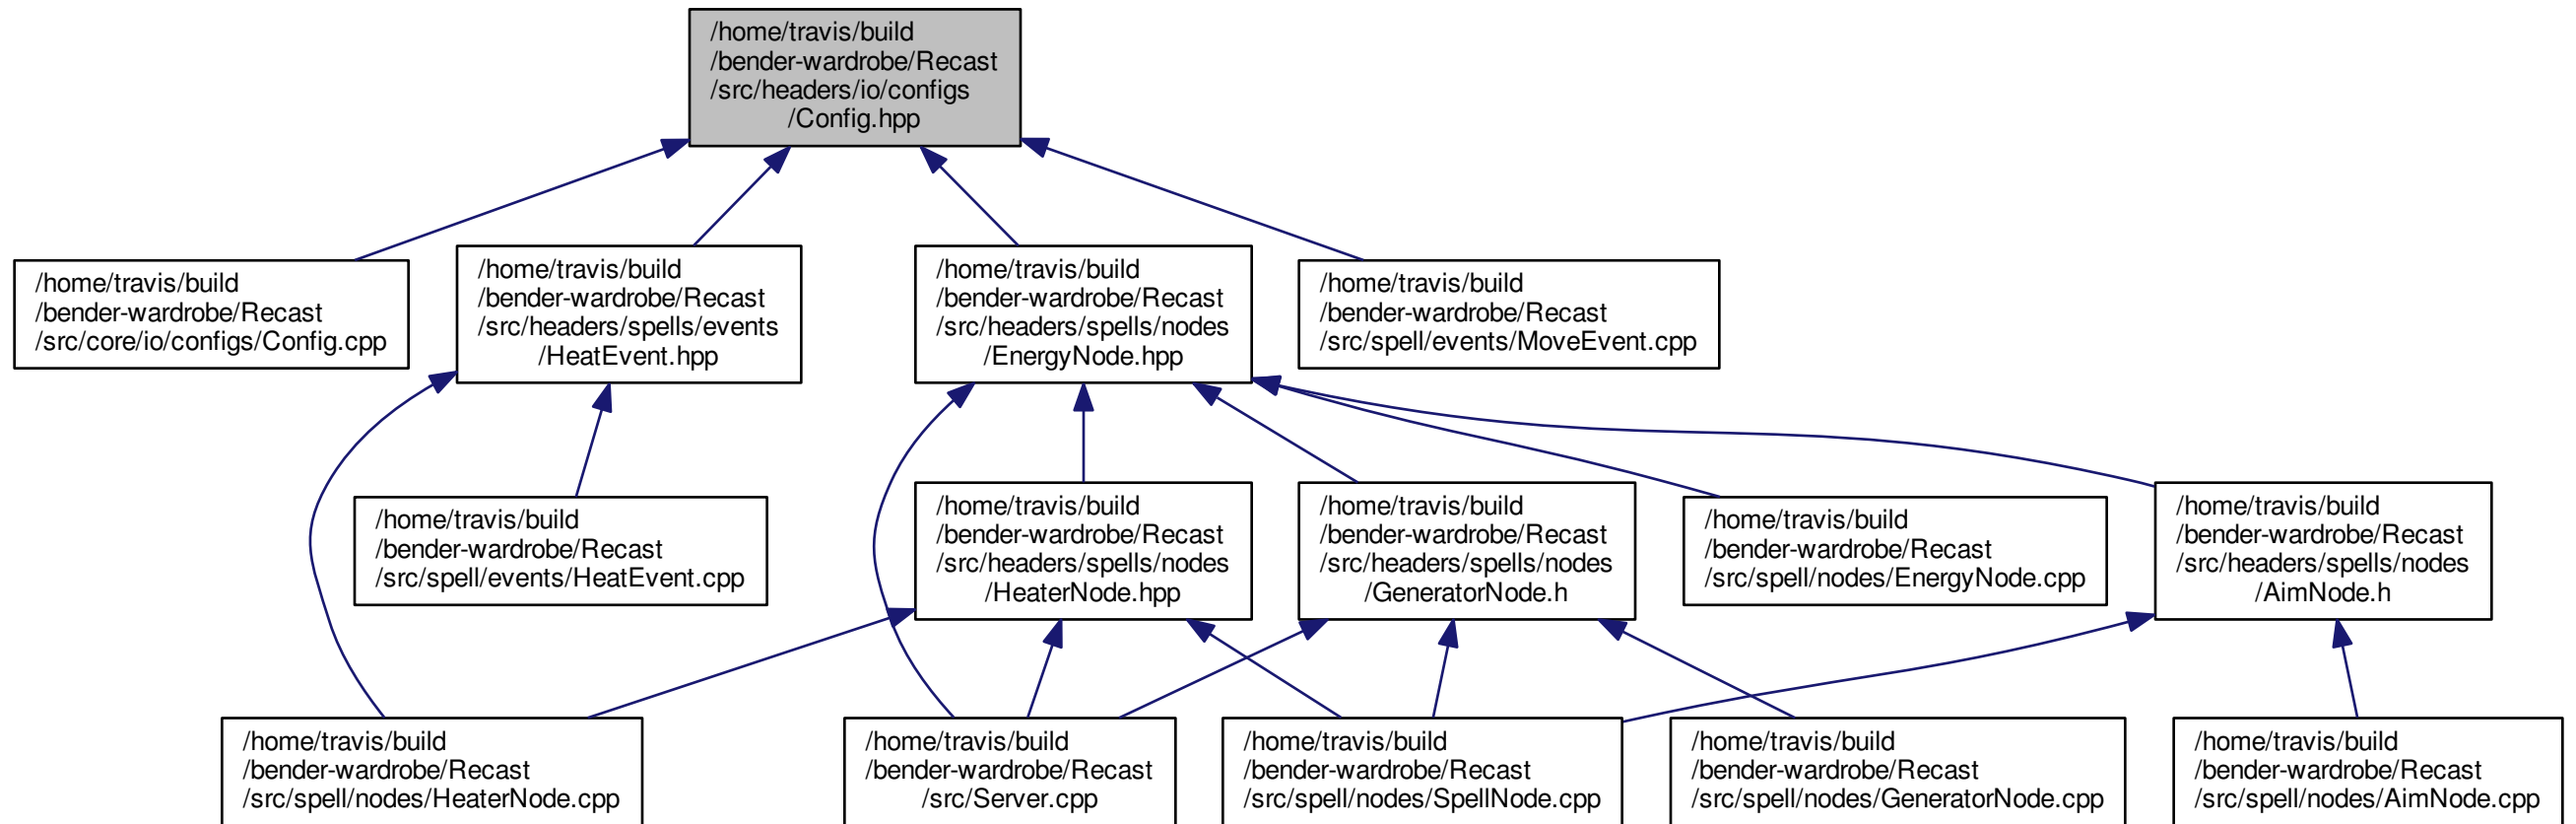 /home/travis/build
/bender-wardrobe/Recast
/src/headers/io/configs
/Config.hpp
/home/travis/build
/bender-wardrobe/Recast
/src/core/io/configs/Config.cpp
/home/travis/build
/bender-wardrobe/Recast
/src/headers/spells/events
/HeatEvent.hpp
/home/travis/build
/bender-wardrobe/Recast
/src/headers/spells/nodes
/EnergyNode.hpp
/home/travis/build
/bender-wardrobe/Recast
/src/spell/events/MoveEvent.cpp
/home/travis/build
/bender-wardrobe/Recast
/src/spell/events/HeatEvent.cpp
/home/travis/build
/bender-wardrobe/Recast
/src/headers/spells/nodes
/HeaterNode.hpp
/home/travis/build
/bender-wardrobe/Recast
/src/headers/spells/nodes
/GeneratorNode.h
/home/travis/build
/bender-wardrobe/Recast
/src/spell/nodes/EnergyNode.cpp
/home/travis/build
/bender-wardrobe/Recast
/src/headers/spells/nodes
/AimNode.h
/home/travis/build
/bender-wardrobe/Recast
/src/spell/nodes/HeaterNode.cpp
/home/travis/build
/bender-wardrobe/Recast
/src/Server.cpp
/home/travis/build
/bender-wardrobe/Recast
/src/spell/nodes/SpellNode.cpp
/home/travis/build
/bender-wardrobe/Recast
/src/spell/nodes/GeneratorNode.cpp
/home/travis/build
/bender-wardrobe/Recast
/src/spell/nodes/AimNode.cpp